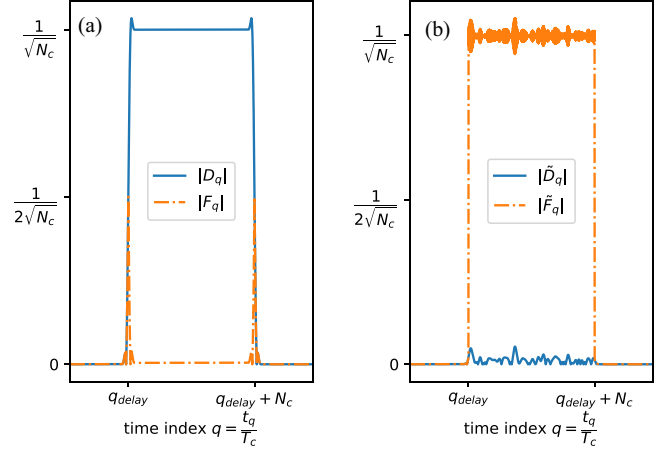 (a)
1/√N_c
1/2√N_c
0
|D_q|
|F_q|
q_delay
q_delay + N_c
time index q = t_q/T_c
(b)
1/√N_c
1/2√N_c
0
|D̃_q|
|F̃_q|
q_delay
q_delay + N_c
time index q = t_q/T_c